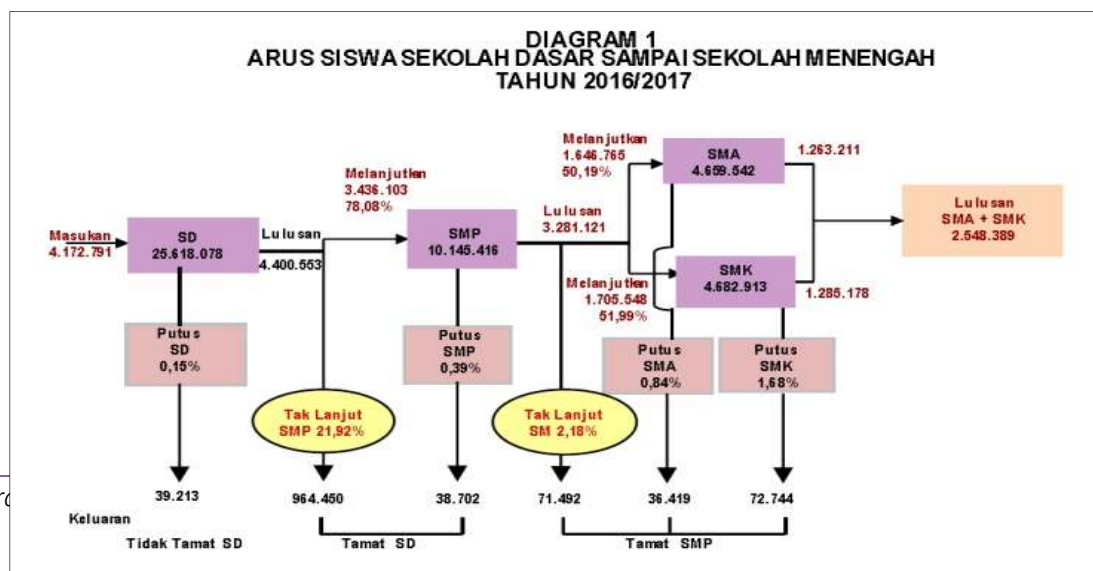 DIAGRAM 1
ARUS SISWA SEKOLAH DASAR SAMPAI SEKOLAH MENENGAH
TAHUN 2016/2017
Masukan
4.172.791
SD
25.618.078
Lulusan
4.400.553
Melanjutkan
3.436.103
78,08%
SMP
10.145.416
Lulusan
3.281.121
Melanjutkan
1.646.765
50,19%
SMA
4.659.542
1.263.211
Melanjutkan
1.705.548
51,99%
SMK
4.682.913
1.285.178
Lulusan
SMA + SMK
2.548.389
Putus
SD
0,15%
Putus
SMP
0,39%
Putus
SMA
0,84%
Putus
SMK
1,68%
Tak Lanjut
SMP 21,92%
Tak Lanjut
SM 2,18%
39.213
964.450
38.702
71.492
36.419
72.744
Keluaran
Tidak Tamat SD
Tamat SD
Tamat SMP